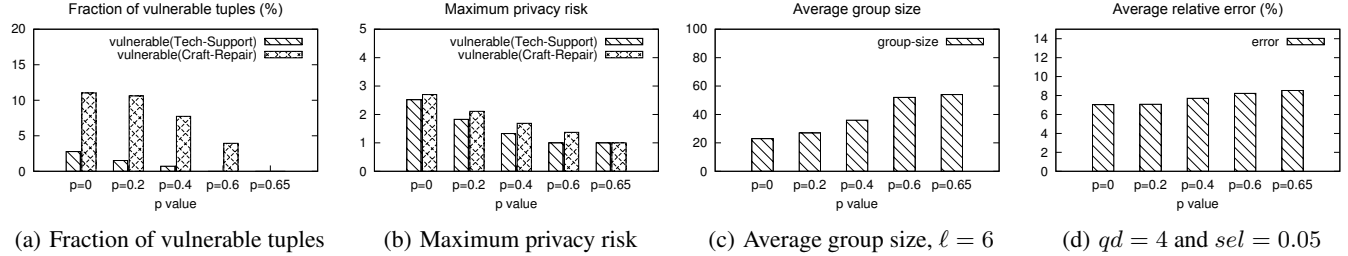 Fraction of vulnerable tuples (%)
20
15
10
5
0
vulnerable(Tech-Support)
vulnerable(Craft-Repair)
p=0 p=0.2 p=0.4 p=0.6 p=0.65
p value
(a) Fraction of vulnerable tuples
Maximum privacy risk
5
4
3
2
1
0
vulnerable(Tech-Support)
vulnerable(Craft-Repair)
p=0 p=0.2 p=0.4 p=0.6 p=0.65
p value
(b) Maximum privacy risk
Average group size
100
80
60
40
20
0
group-size
p=0 p=0.2 p=0.4 p=0.6 p=0.65
p value
(c) Average group size, ℓ = 6
Average relative error (%)
14
12
10
8
6
4
2
0
error
p=0 p=0.2 p=0.4 p=0.6 p=0.65
p value
(d) qd = 4 and sel = 0.05